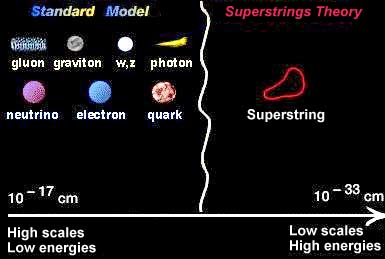 Standard Model
Superstrings Theory
gluon graviton w,z photon
neutrino electron quark
Superstring
10⁻¹⁷ cm
10⁻³³ cm
High scales
Low energies
Low scales
High energies